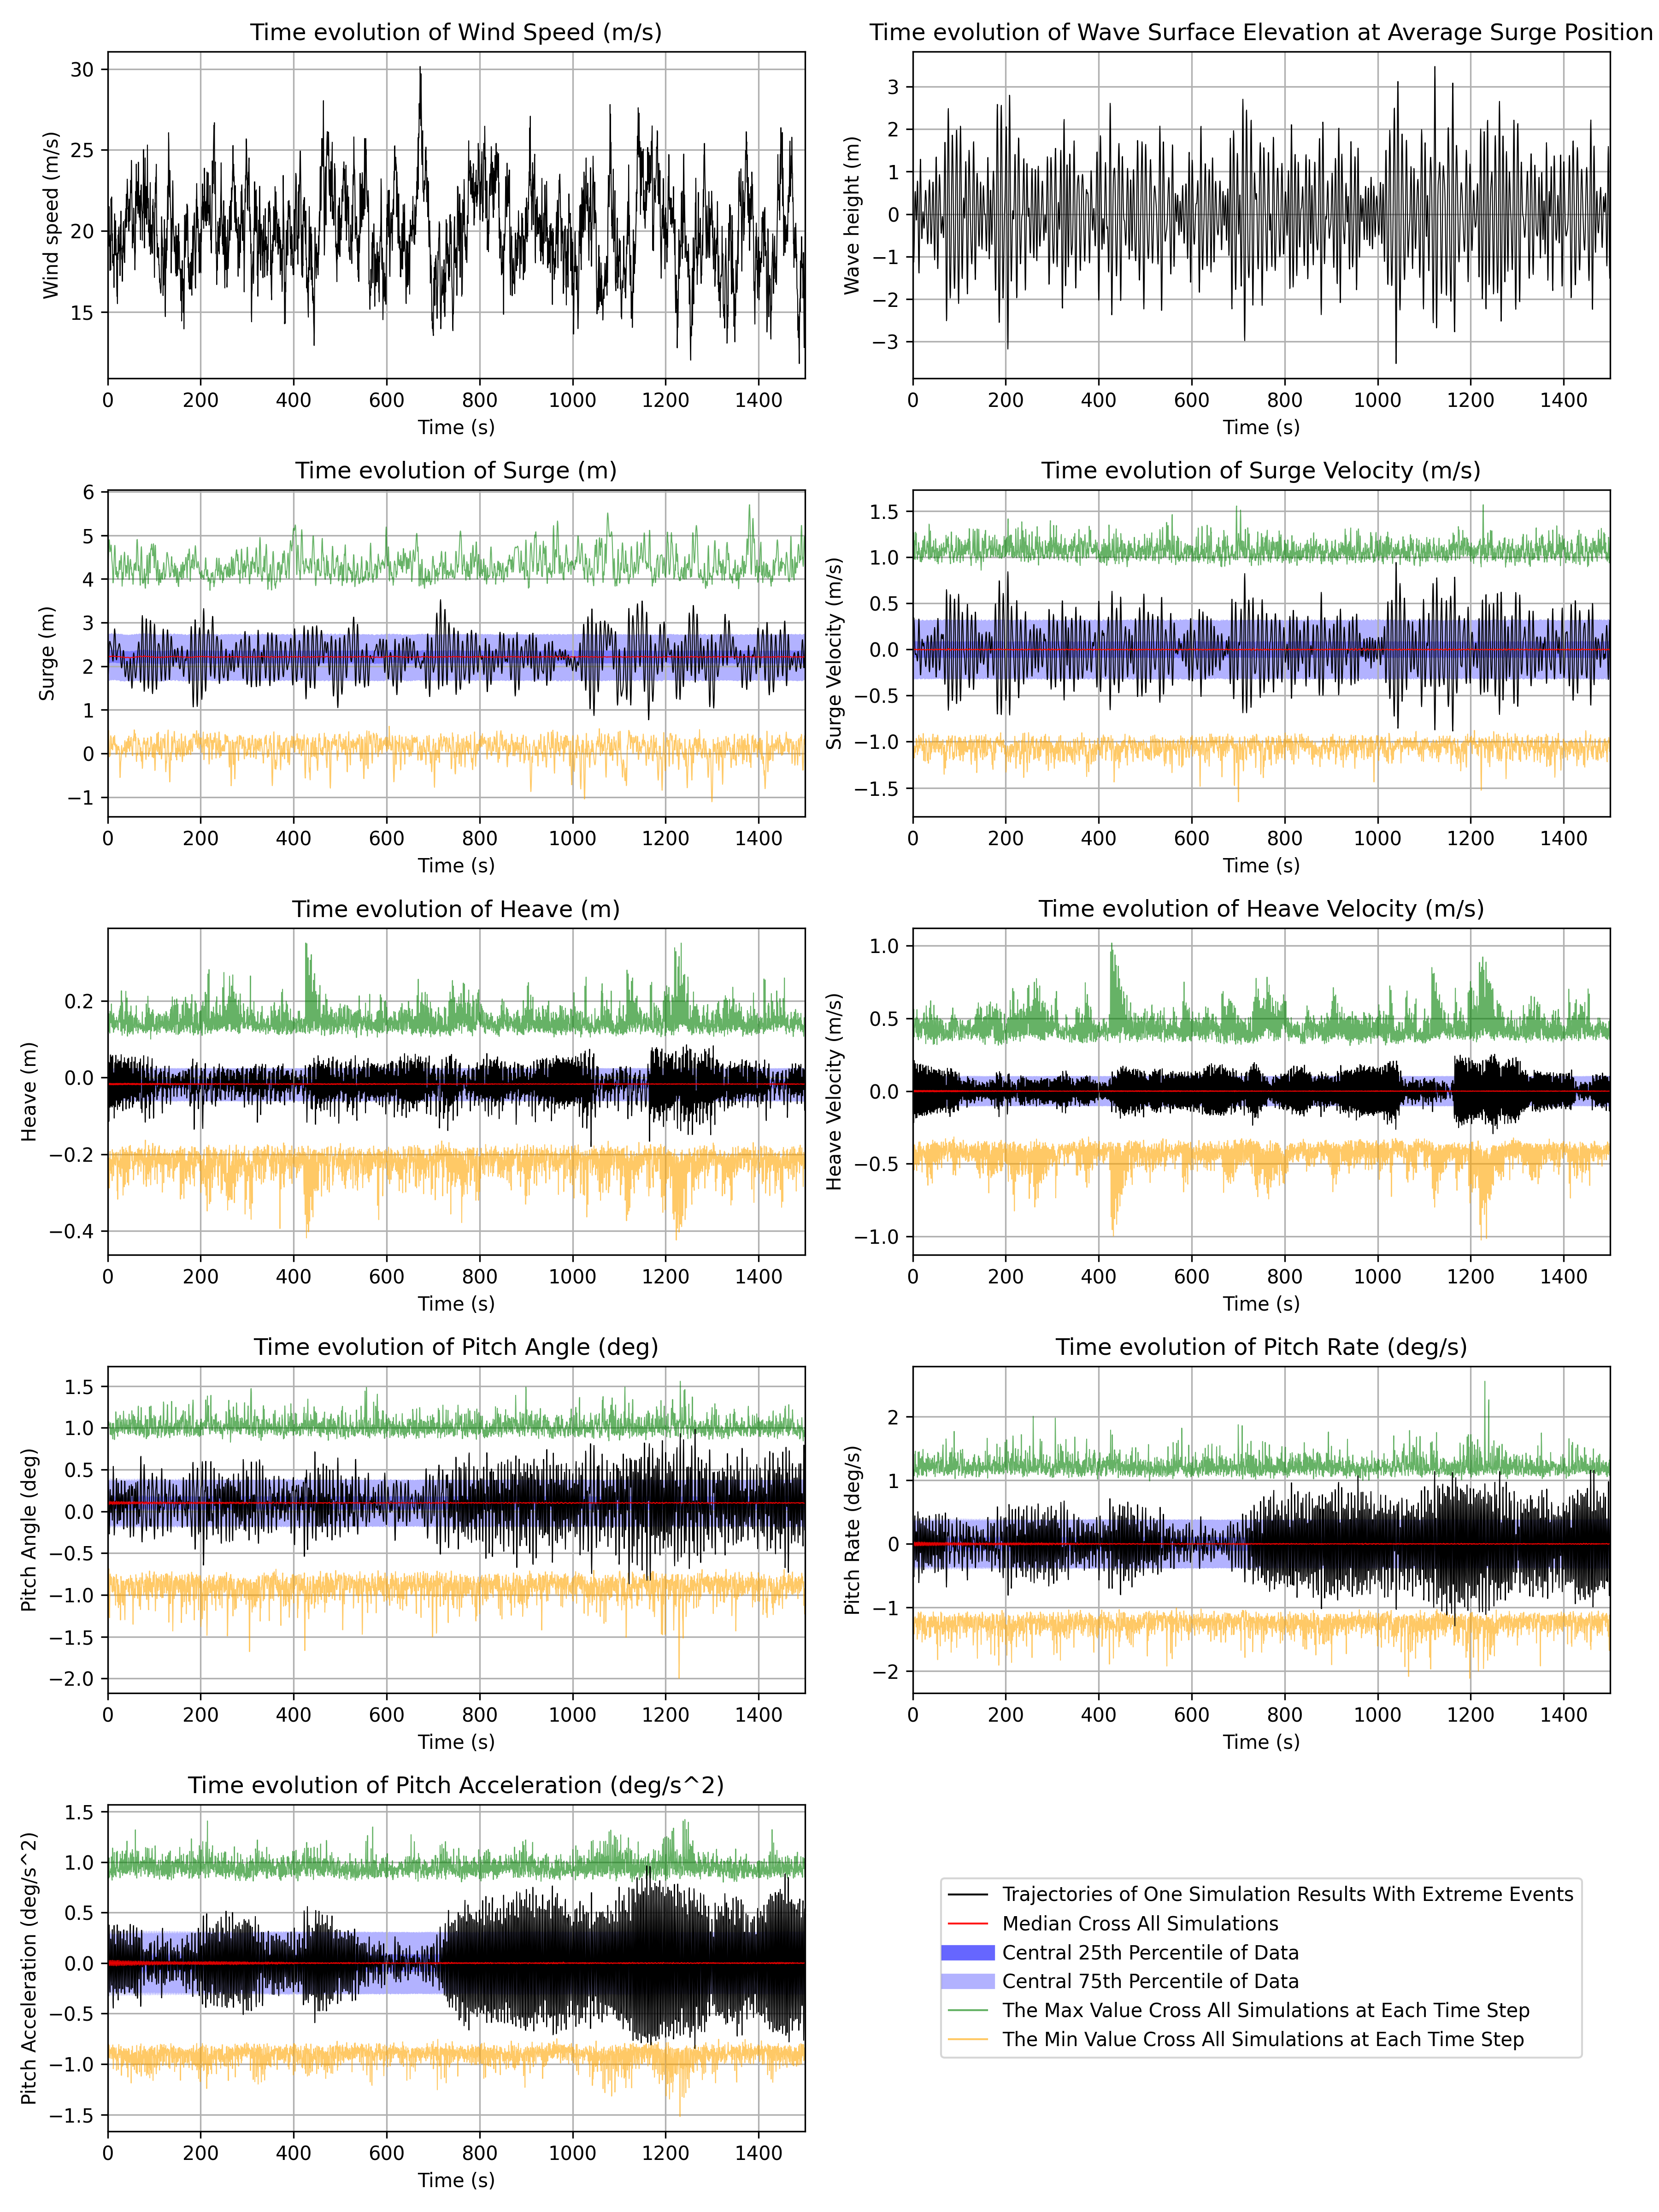 Time evolution of Wind Speed (m/s)
Wind speed (m/s)
30
25
20
15
0 200 400 600 800 1000 1200 1400
Time (s)
Time evolution of Wave Surface Elevation at Average Surge Position
Wave height (m)
3
2
1
0
−1
−2
−3
0 200 400 600 800 1000 1200 1400
Time (s)
Time evolution of Surge (m)
Surge (m)
6
5
4
3
2
1
0
−1
0 200 400 600 800 1000 1200 1400
Time (s)
Time evolution of Surge Velocity (m/s)
Surge Velocity (m/s)
1.5
1.0
0.5
0.0
−0.5
−1.0
−1.5
0 200 400 600 800 1000 1200 1400
Time (s)
Time evolution of Heave (m)
Heave (m)
0.2
0.0
−0.2
−0.4
0 200 400 600 800 1000 1200 1400
Time (s)
Time evolution of Heave Velocity (m/s)
Heave Velocity (m/s)
1.0
0.5
0.0
−0.5
−1.0
0 200 400 600 800 1000 1200 1400
Time (s)
Time evolution of Pitch Angle (deg)
Pitch Angle (deg)
1.5
1.0
0.5
0.0
−0.5
−1.0
−1.5
−2.0
0 200 400 600 800 1000 1200 1400
Time (s)
Time evolution of Pitch Rate (deg/s)
Pitch Rate (deg/s)
2
1
0
−1
−2
0 200 400 600 800 1000 1200 1400
Time (s)
Time evolution of Pitch Acceleration (deg/s^2)
Pitch Acceleration (deg/s^2)
1.5
1.0
0.5
0.0
−0.5
−1.0
−1.5
0 200 400 600 800 1000 1200 1400
Time (s)
Trajectories of One Simulation Results With Extreme Events
Median Cross All Simulations
Central 25th Percentile of Data
Central 75th Percentile of Data
The Max Value Cross All Simulations at Each Time Step
The Min Value Cross All Simulations at Each Time Step